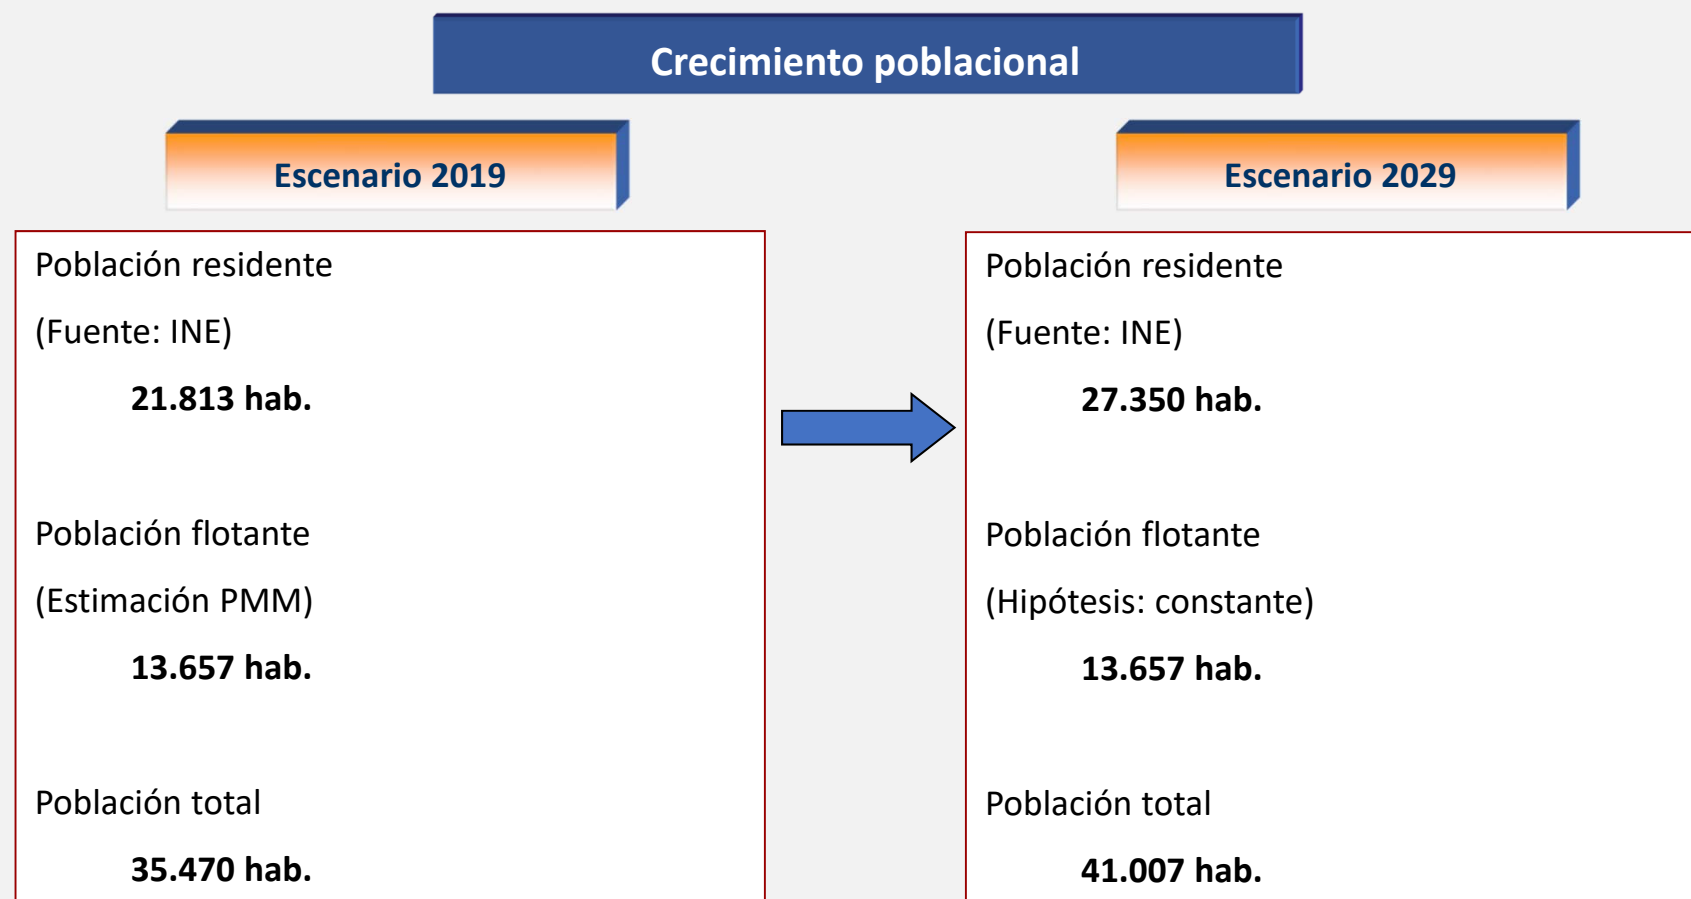 Crecimiento poblacional
Escenario 2019
Población residente
(Fuente: INE)
21.813 hab.
Población flotante
(Estimación PMM)
13.657 hab.
Población total
35.470 hab.
Escenario 2029
Población residente
(Fuente: INE)
27.350 hab.
Población flotante
(Hipótesis: constante)
13.657 hab.
Población total
41.007 hab.